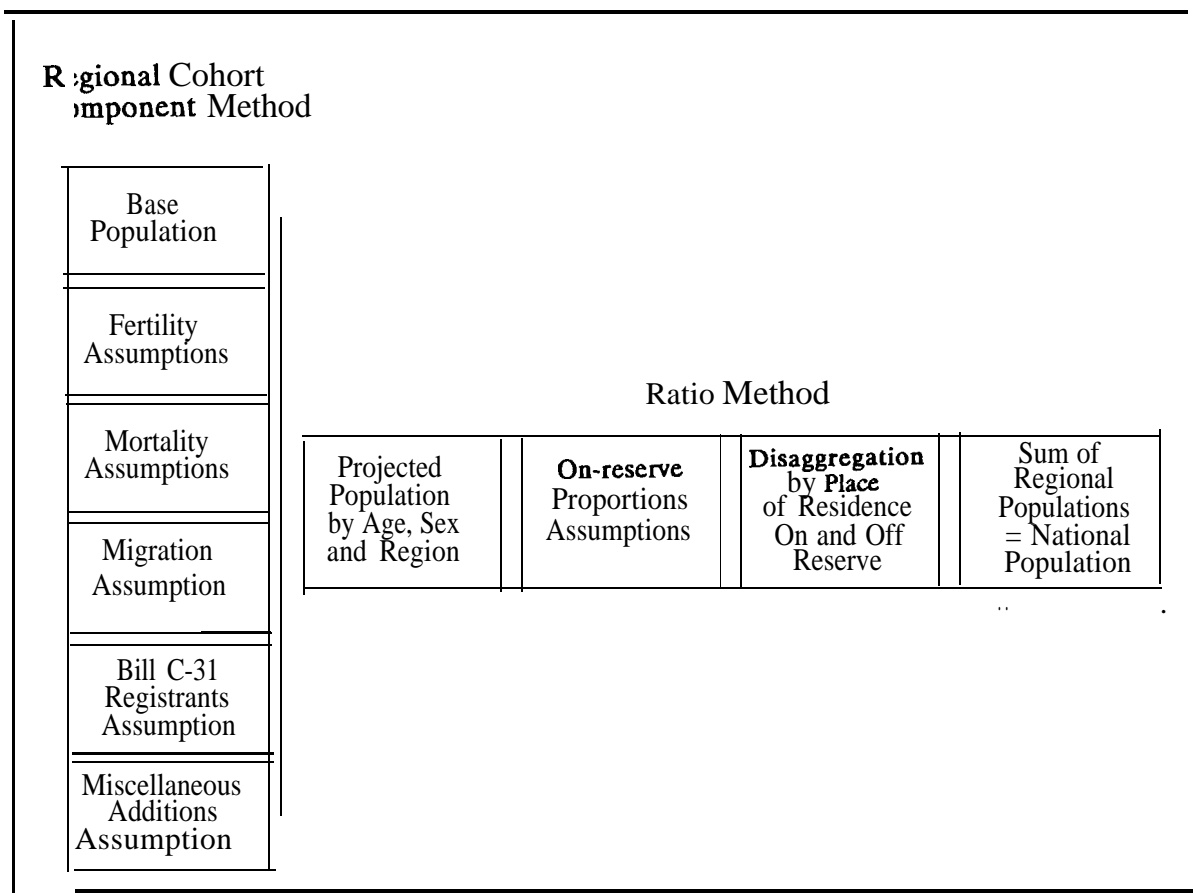 Regional Cohort
omponent Method
Base
Population
Fertility
Assumptions
Mortality
Assumptions
Migration
Assumption
Bill C-31
Registrants
Assumption
Miscellaneous
Additions
Assumption
Ratio Method
Projected
Population
by Age, Sex
and Region
On-reserve
Proportions
Assumptions
Disaggregation
by Place
of Residence
On and Off
Reserve
Sum of
Regional
Populations
= National
Population